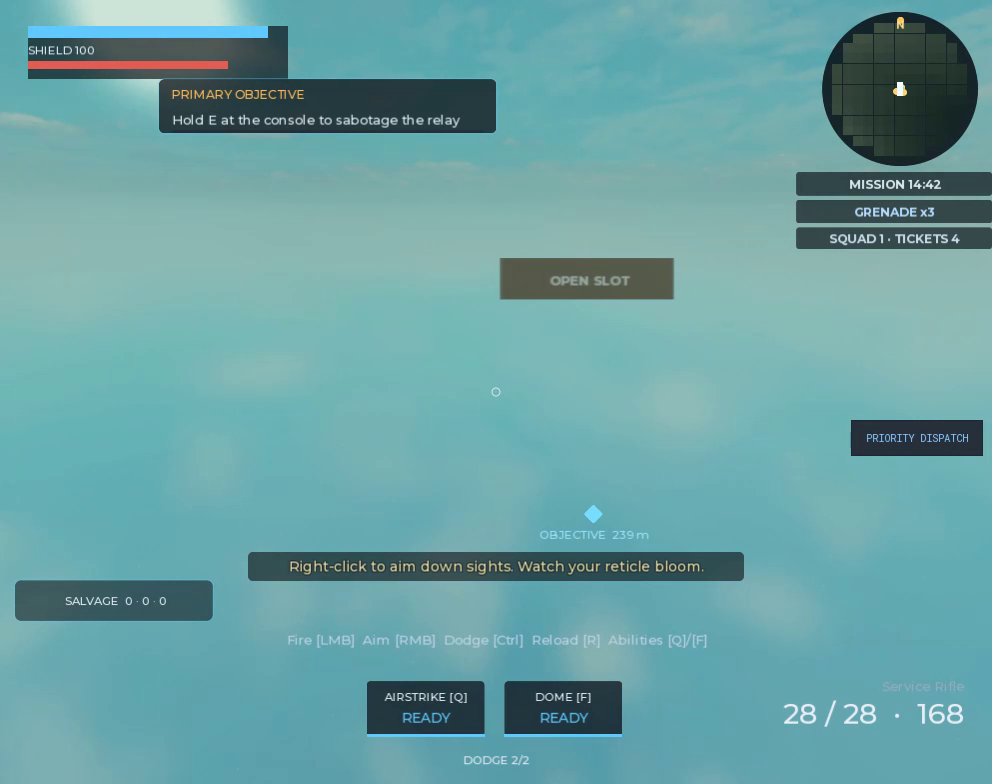 SHIELD 100
PRIMARY OBJECTIVE
Hold E at the console to sabotage the relay
N
MISSION 14:42
GRENADE x3
SQUAD 1 · TICKETS 4
OPEN SLOT
PRIORITY DISPATCH
OBJECTIVE 239 m
Right-click to aim down sights. Watch your reticle bloom.
SALVAGE 0 · 0 · 0
Fire [LMB] Aim [RMB] Dodge [Ctrl] Reload [R] Abilities [Q]/[F]
AIRSTRIKE [Q]
READY
DOME [F]
READY
Service Rifle
28 / 28 · 168
DODGE 2/2